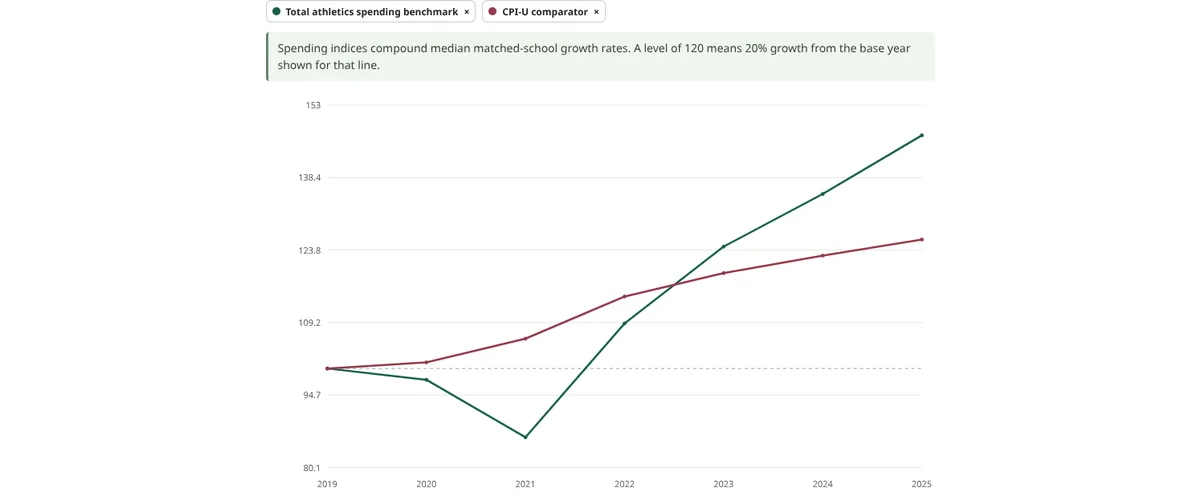 Total athletics spending benchmark × CPI-U comparator ×
Spending indices compound median matched-school growth rates. A level of 120 means 20% growth from the base year
shown for that line.
153
138.4
123.8
109.2
94.7
80.1
2019 2020 2021 2022 2023 2024 2025